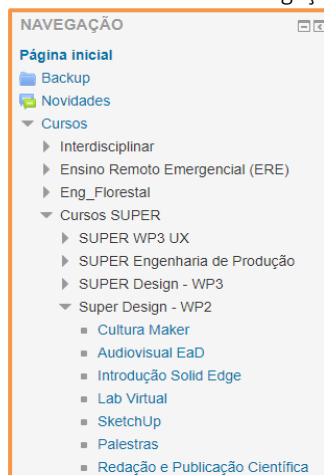 NAVEGAÇÃO
Página inicial
Backup
Novidades
Cursos
Interdisciplinar
Ensino Remoto Emergencial (ERE)
Eng_Florestal
Cursos SUPER
SUPER WP3 UX
SUPER Engenharia de Produção
SUPER Design - WP3
Super Design - WP2
Cultura Maker
Audiovisual EaD
Introdução Solid Edge
Lab Virtual
SketchUp
Palestras
Redação e Publicação Científica